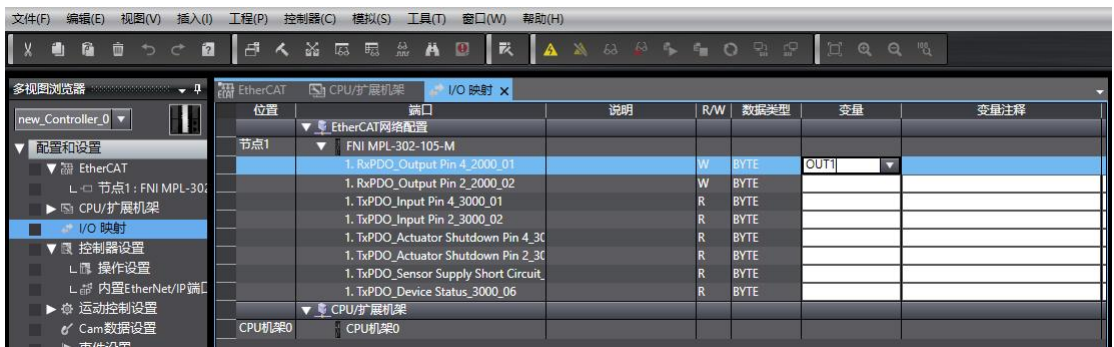 文件(F) 编辑(E) 视图(V) 插入(I) 工程(P) 控制器(C) 模拟(S) 工具(T) 窗口(W) 帮助(H)
多视图浏览器
EtherCAT CPU/扩展机架 I/O 映射
new_Controller_0
位置 端口 说明 R/W 数据类型 变量 变量注释
EtherCAT网络配置
配置和设置
节点1 FNI MPL-302-105-M
EtherCAT
1. RxPDO_Output Pin 4_2000_01 W BYTE OUT1
节点1 : FNI MPL-302
1. RxPDO_Output Pin 2_2000_02 W BYTE
CPU/扩展机架
1. TxPDO_Input Pin 4_3000_01 R BYTE
I/O 映射
1. TxPDO_Input Pin 2_3000_02 R BYTE
控制器设置
1. TxPDO_Actuator Shutdown Pin 4_30 R BYTE
操作设置
1. TxPDO_Actuator Shutdown Pin 2_30 R BYTE
1. TxPDO_Sensor Supply Short Circuit_ R BYTE
内置EtherNet/IP端口
1. TxPDO_Device Status_3000_06 R BYTE
运动控制设置
CPU/扩展机架
Cam数据设置
CPU机架0 CPU机架0
事件设置